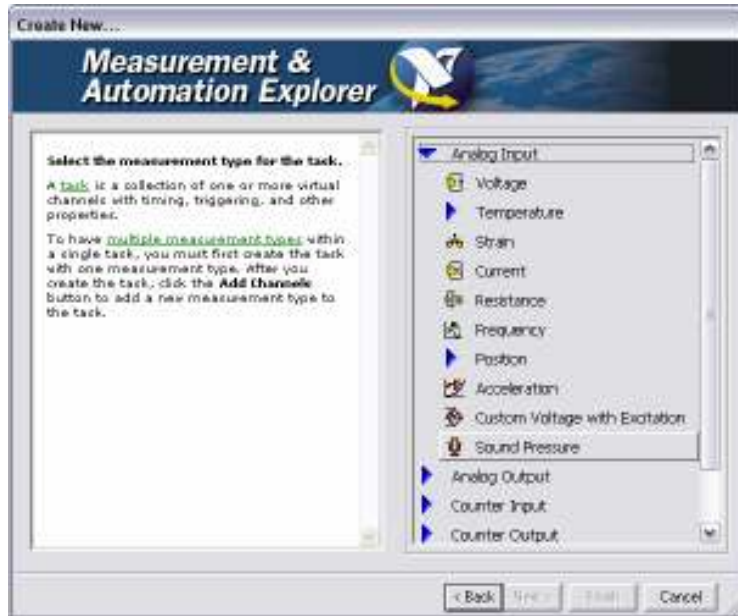 Create New...
Measurement &
Automation Explorer
Select the measurement type for the task.
A task is a collection of one or more virtual
channels with timing, triggering, and other
properties.
To have multiple measurement types within
a single task, you must first create the task
with one measurement type. After you
create the task, click the Add Channels
button to add a new measurement type to
the task.
Analog Input
Voltage
Temperature
Strain
Current
Resistance
Frequency
Position
Acceleration
Custom Voltage with Excitation
Sound Pressure
Analog Output
Counter Input
Counter Output
< Back
Next >
Finish
Cancel